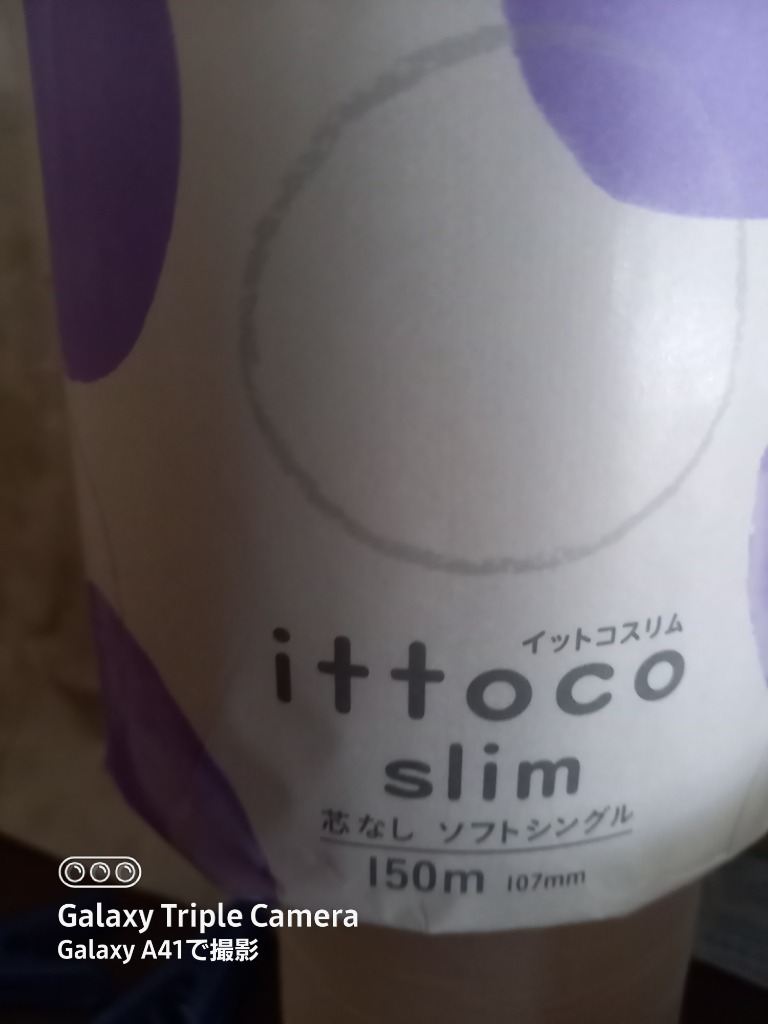 イットコスリム
ittoco
slim
芯なし ソフトシングル
150m 107mm
Galaxy Triple Camera
Galaxy A41で撮影